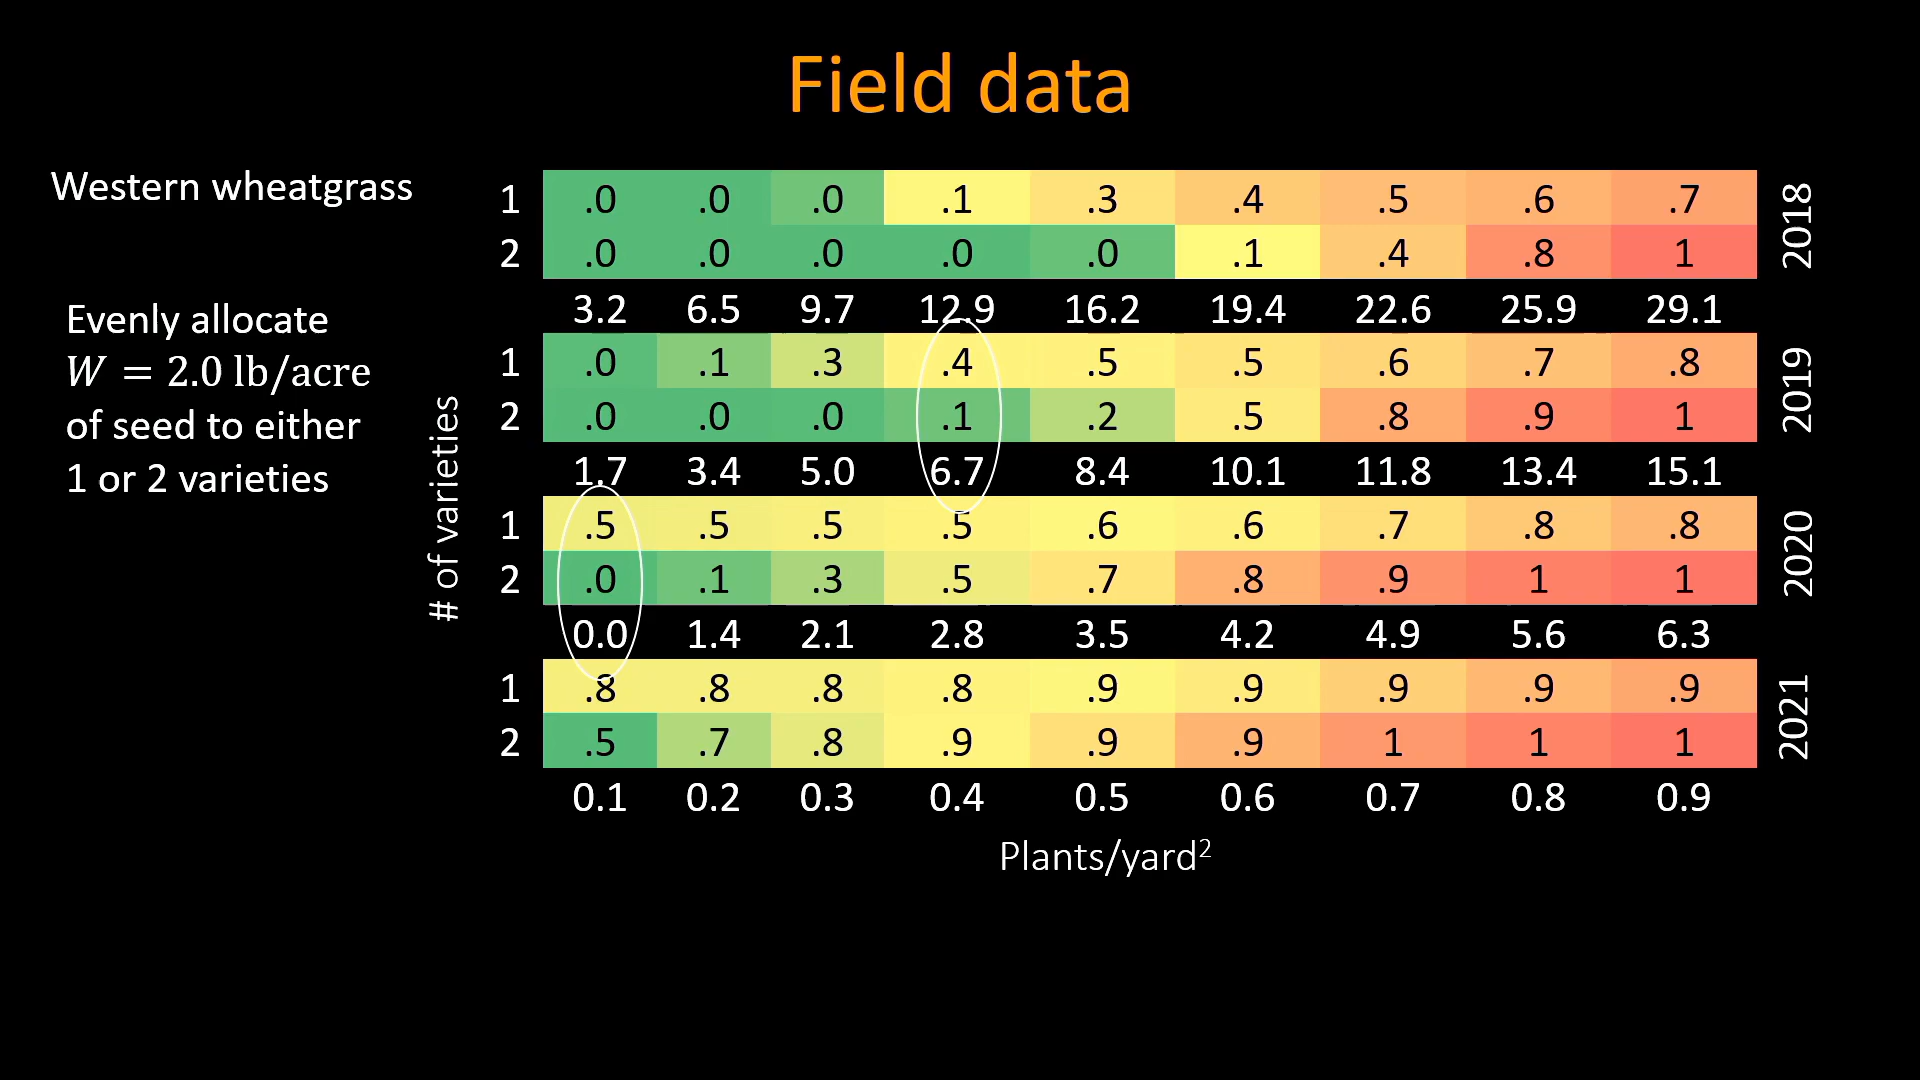 Field data
Western wheatgrass
Evenly allocate
W = 2.0 lb/acre
of seed to either
1 or 2 varieties
# of varieties
1 .0 .0 .0 .1 .3 .4 .5 .6 .7
2 .0 .0 .0 .0 .0 .1 .4 .8 1
2018
3.2 6.5 9.7 12.9 16.2 19.4 22.6 25.9 29.1
1 .0 .1 .3 .4 .5 .5 .6 .7 .8
2 .0 .0 .0 .1 .2 .5 .8 .9 1
2019
1.7 3.4 5.0 6.7 8.4 10.1 11.8 13.4 15.1
1 .5 .5 .5 .5 .6 .6 .7 .8 .8
2 .0 .1 .3 .5 .7 .8 .9 1 1
2020
0.0 1.4 2.1 2.8 3.5 4.2 4.9 5.6 6.3
1 .8 .8 .8 .8 .9 .9 .9 .9 .9
2 .5 .7 .8 .9 .9 .9 1 1 1
2021
0.1 0.2 0.3 0.4 0.5 0.6 0.7 0.8 0.9
Plants/yard²